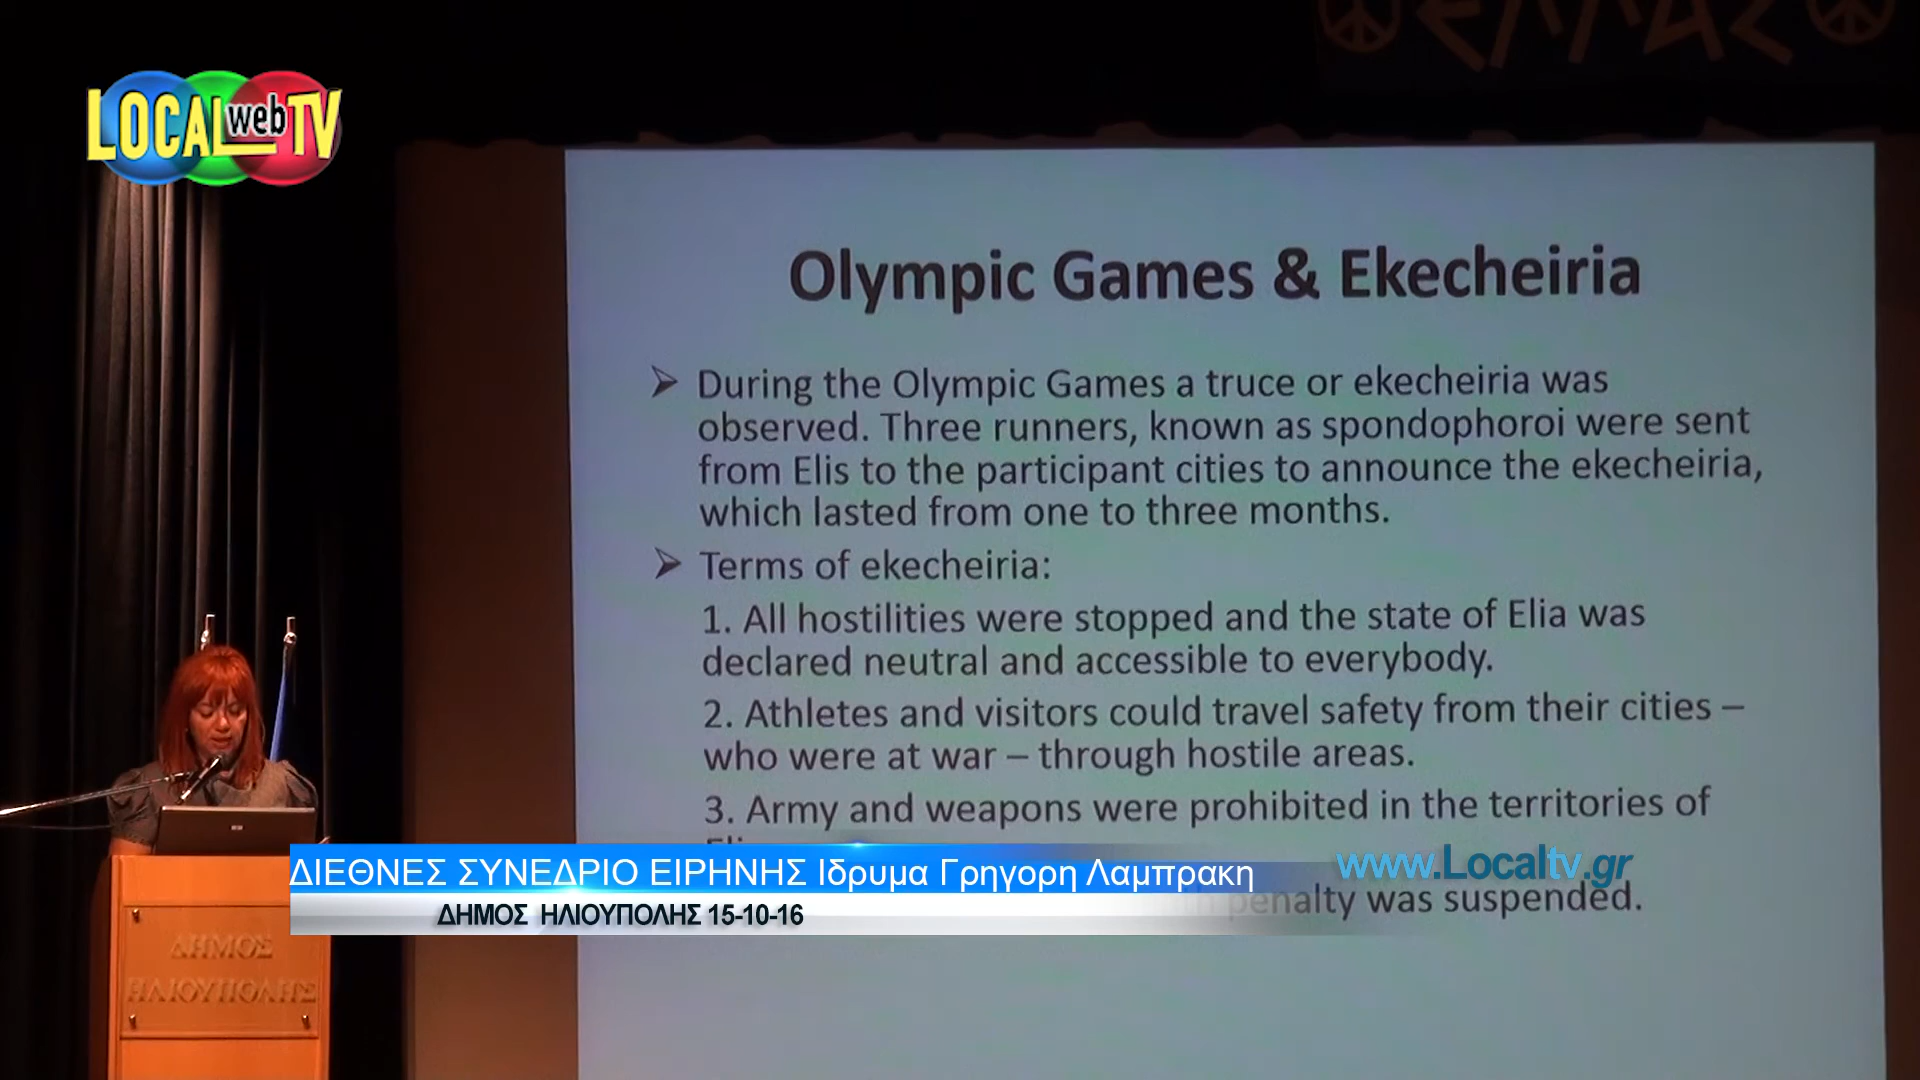 ΕΛΛΑΣ
LOCAL web TV
Olympic Games & Ekecheiria
During the Olympic Games a truce or ekecheiria was
observed. Three runners, known as spondophoroi were sent
from Elis to the participant cities to announce the ekecheiria,
which lasted from one to three months.
Terms of ekecheiria:
1. All hostilities were stopped and the state of Elia was
declared neutral and accessible to everybody.
2. Athletes and visitors could travel safety from their cities –
who were at war – through hostile areas.
3. Army and weapons were prohibited in the territories of
penalty was suspended.
ΔΙΕΘΝΕΣ ΣΥΝΕΔΡΙΟ ΕΙΡΗΝΗΣ Ιδρυμα Γρηγορη Λαμπρακη
www.Localtv.gr
ΔΗΜΟΣ ΗΛΙΟΥΠΟΛΗΣ 15-10-16
ΔΗΜΟΣ
ΗΛΙΟΥΠΟΛΗΣ